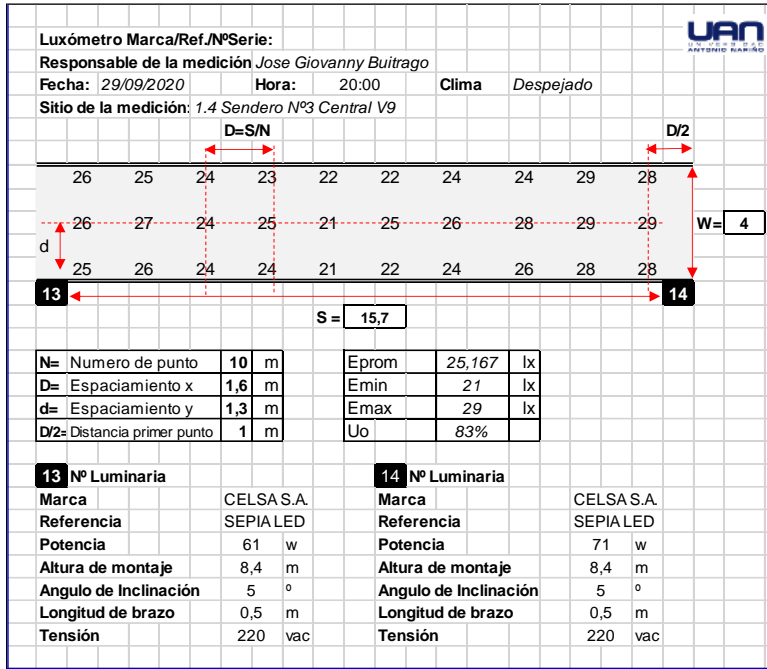 UAN
UNIVERSIDAD
ANTONIO NARIÑO
Luxómetro Marca/Ref./NºSerie:
Responsable de la medición Jose Giovanny Buitrago
Fecha: 29/09/2020 Hora: 20:00 Clima Despejado
Sitio de la medición: 1.4 Sendero Nº3 Central V9
D=S/N D/2
26 25 24 23 22 22 24 24 29 28
26 27 24 25 21 25 26 28 29 29 W= 4
d
25 26 24 24 21 22 24 26 28 28
13 14
S = 15,7
N= Numero de punto 10 m Eprom 25,167 lx
D= Espaciamiento x 1,6 m Emin 21 lx
d= Espaciamiento y 1,3 m Emax 29 lx
D/2= Distancia primer punto 1 m Uo 83%
13 Nº Luminaria 14 Nº Luminaria
Marca CELSA S.A. Marca CELSA S.A.
Referencia SEPIA LED Referencia SEPIA LED
Potencia 61 w Potencia 71 w
Altura de montaje 8,4 m Altura de montaje 8,4 m
Angulo de Inclinación 5 º Angulo de Inclinación 5 º
Longitud de brazo 0,5 m Longitud de brazo 0,5 m
Tensión 220 vac Tensión 220 vac